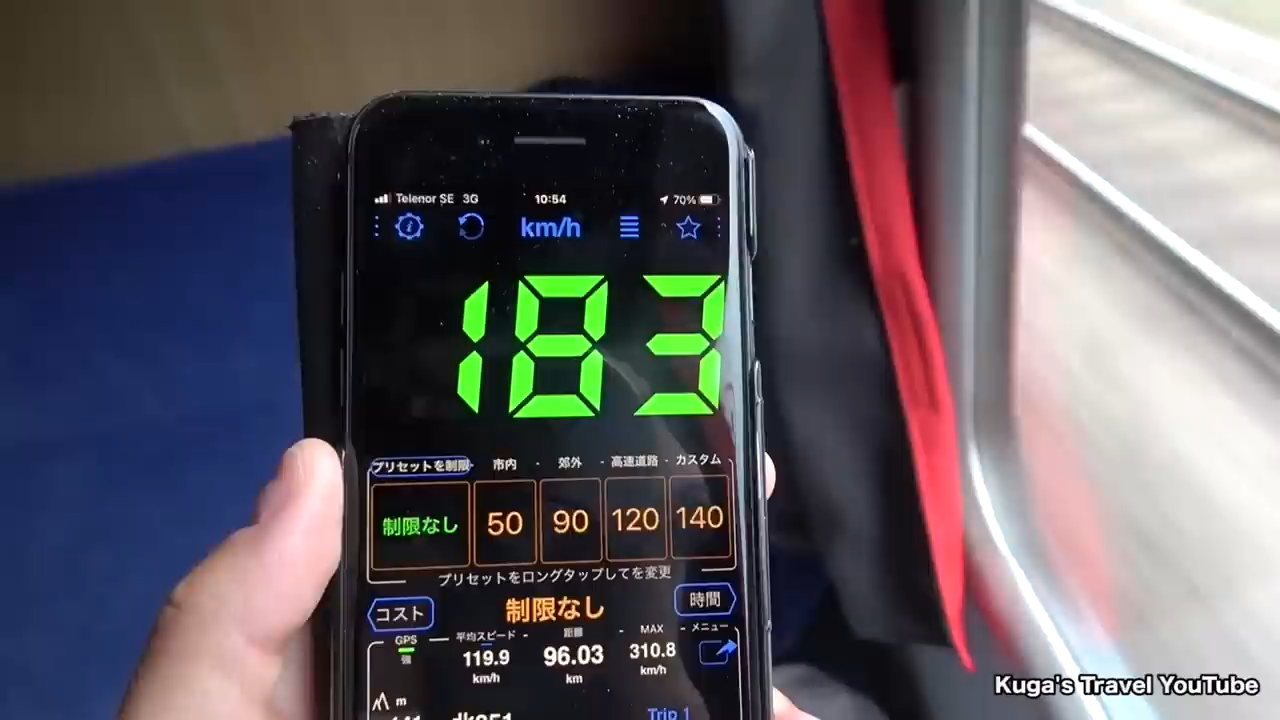 Telenor SE 3G 10:54 70%
km/h
183
プリセットを制限 市内 - 郊外 - 高速道路 - カスタム
制限なし 50 90 120 140
プリセットをロングタップしてを変更
コスト 制限なし 時間
GPS 平均スピード - 距離 - MAX - メニュー
強 119.9 96.03 310.8
km/h km km/h
m
Trip 1
Kuga's Travel YouTube